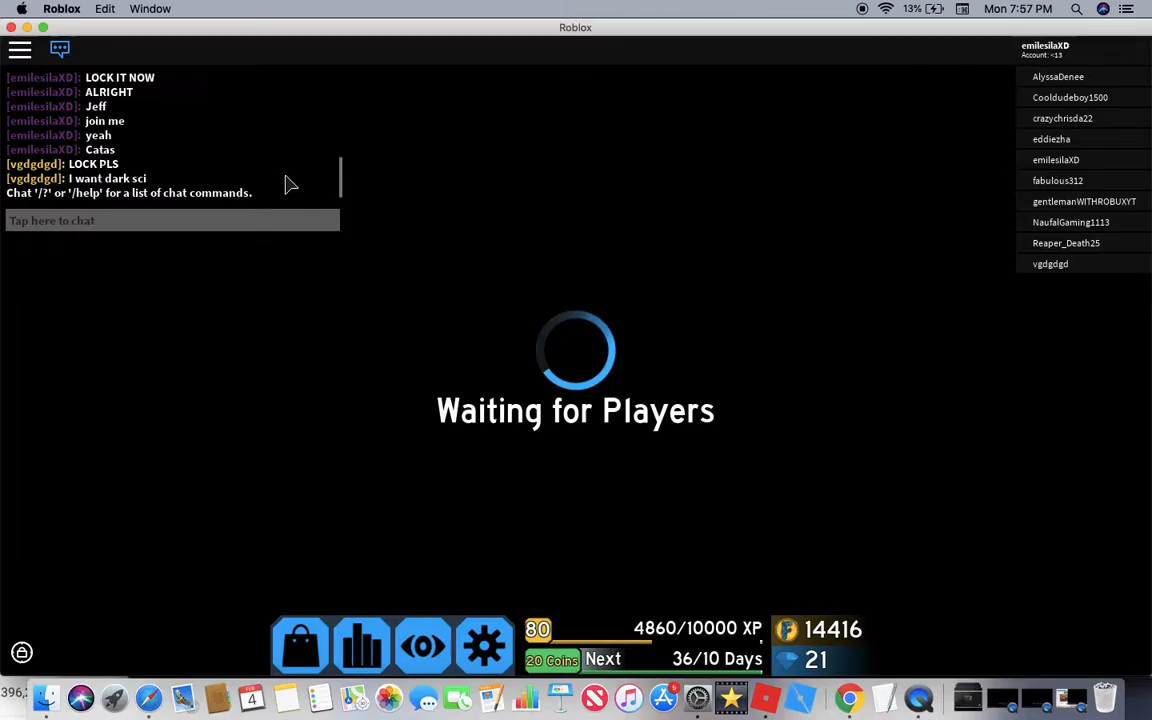 Roblox Edit Window 13% Mon 7:57 PM
Roblox
emilesilaXD
Account: <13
[emilesilaXD]: LOCK IT NOW
[emilesilaXD]: ALRIGHT
[emilesilaXD]: Jeff
[emilesilaXD]: join me
[emilesilaXD]: yeah
[emilesilaXD]: Catas
[vgdgdgd]: LOCK PLS
[vgdgdgd]: I want dark sci
Chat '/?' or '/help' for a list of chat commands.
Tap here to chat
AlyssaDenee
Cooldudeboy1500
crazychrisda22
eddiezha
emilesilaXD
fabulous312
gentlemanWITHROBUXYT
NaufalGaming1113
Reaper_Death25
vgdgdgd
Waiting for Players
80 4860/10000 XP 14416
20 Coins Next 36/10 Days 21
396,
FEB
4